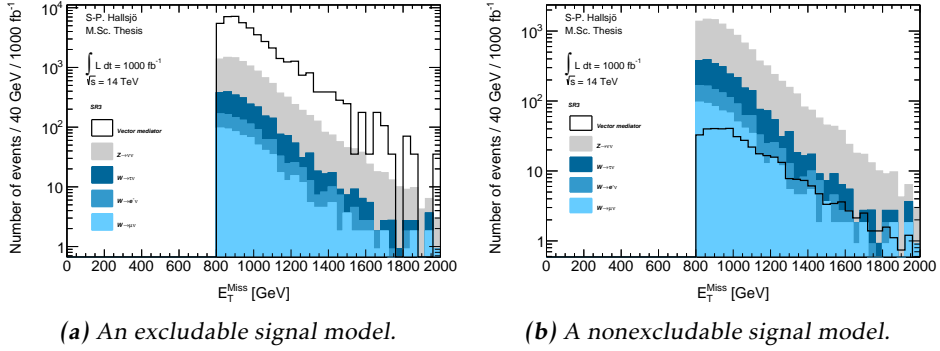 Number of events / 40 GeV / 1000 fb⁻¹
10⁴
10³
10²
10
1
S-P. Hallsjö
M.Sc. Thesis
∫ L dt = 1000 fb⁻¹
√s = 14 TeV
SR3
Vector mediator
Z→νν
W→τν
W→e⁻ν
W→μν
0 200 400 600 800 1000 1200 1400 1600 1800 2000
E_T^Miss [GeV]
(a) An excludable signal model.
Number of events / 40 GeV / 1000 fb⁻¹
10³
10²
10
1
S-P. Hallsjö
M.Sc. Thesis
∫ L dt = 1000 fb⁻¹
√s = 14 TeV
SR3
Vector mediator
Z→νν
W→τν
W→e⁻ν
W→μν
0 200 400 600 800 1000 1200 1400 1600 1800 2000
E_T^Miss [GeV]
(b) A nonexcludable signal model.